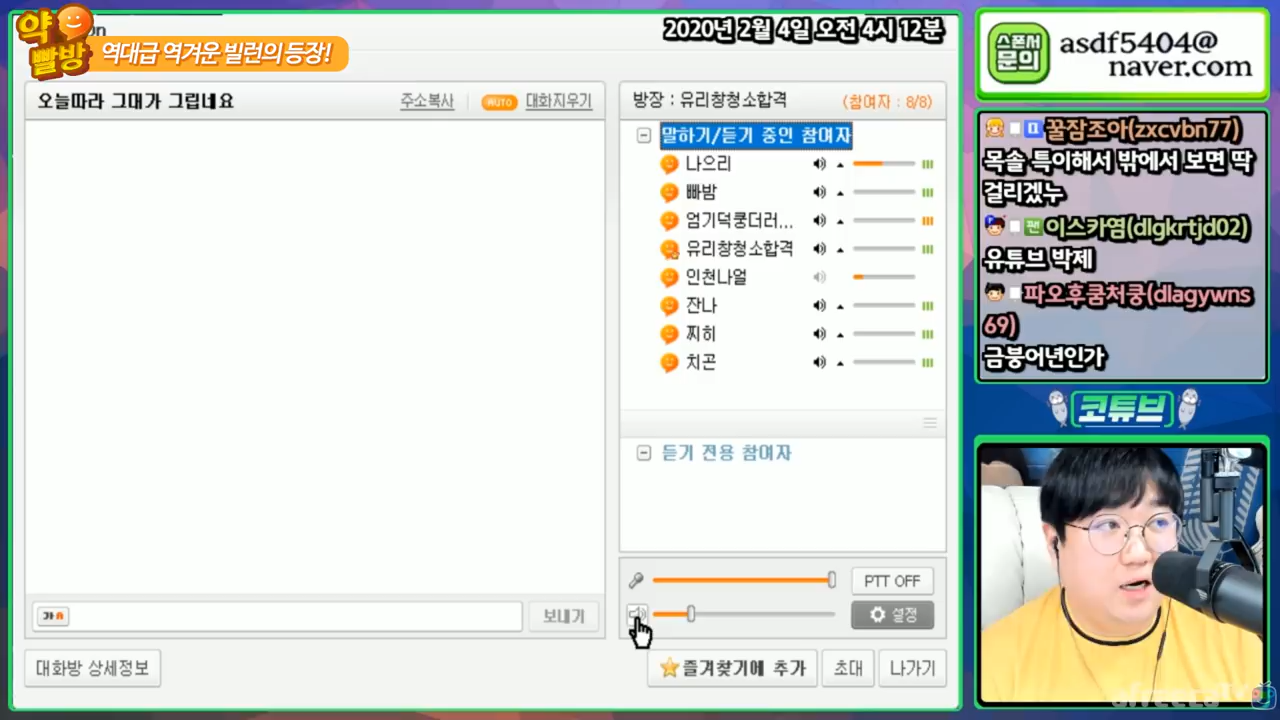 약
빨방
역대급 역겨운 빌런의 등장!
2020년 2월 4일 오전 4시 12분
스폰서
문의
asdf5404@
naver.com
오늘따라 그대가 그립네요
주소복사
AUTO
대화지우기
방장 : 유리창청소합격
(참여자 : 8/8)
말하기/듣기 중인 참여자
나으리
빠밤
엄기덕쿵더러...
유리창청소합격
인천나얼
잔나
찌히
치곤
듣기 전용 참여자
PTT OFF
설정
가
보내기
대화방 상세정보
즐겨찾기에 추가
초대
나가기
꿀잠조아(zxcvbn77)
목솔 특이해서 밖에서 보면 딱
걸리겠누
팬 이스카염(dlgkrtjd02)
유튜브 박제
파오후쿰처쿵(dlagywns
69)
금붕어년인가
코튜브
afreecaTV